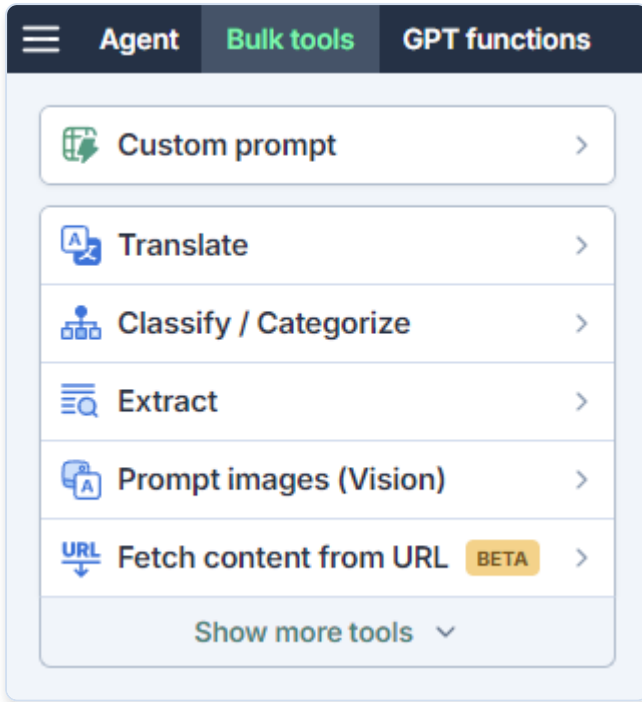 Agent Bulk tools GPT functions
Custom prompt
Translate
Classify / Categorize
Extract
Prompt images (Vision)
URL Fetch content from URL BETA
Show more tools